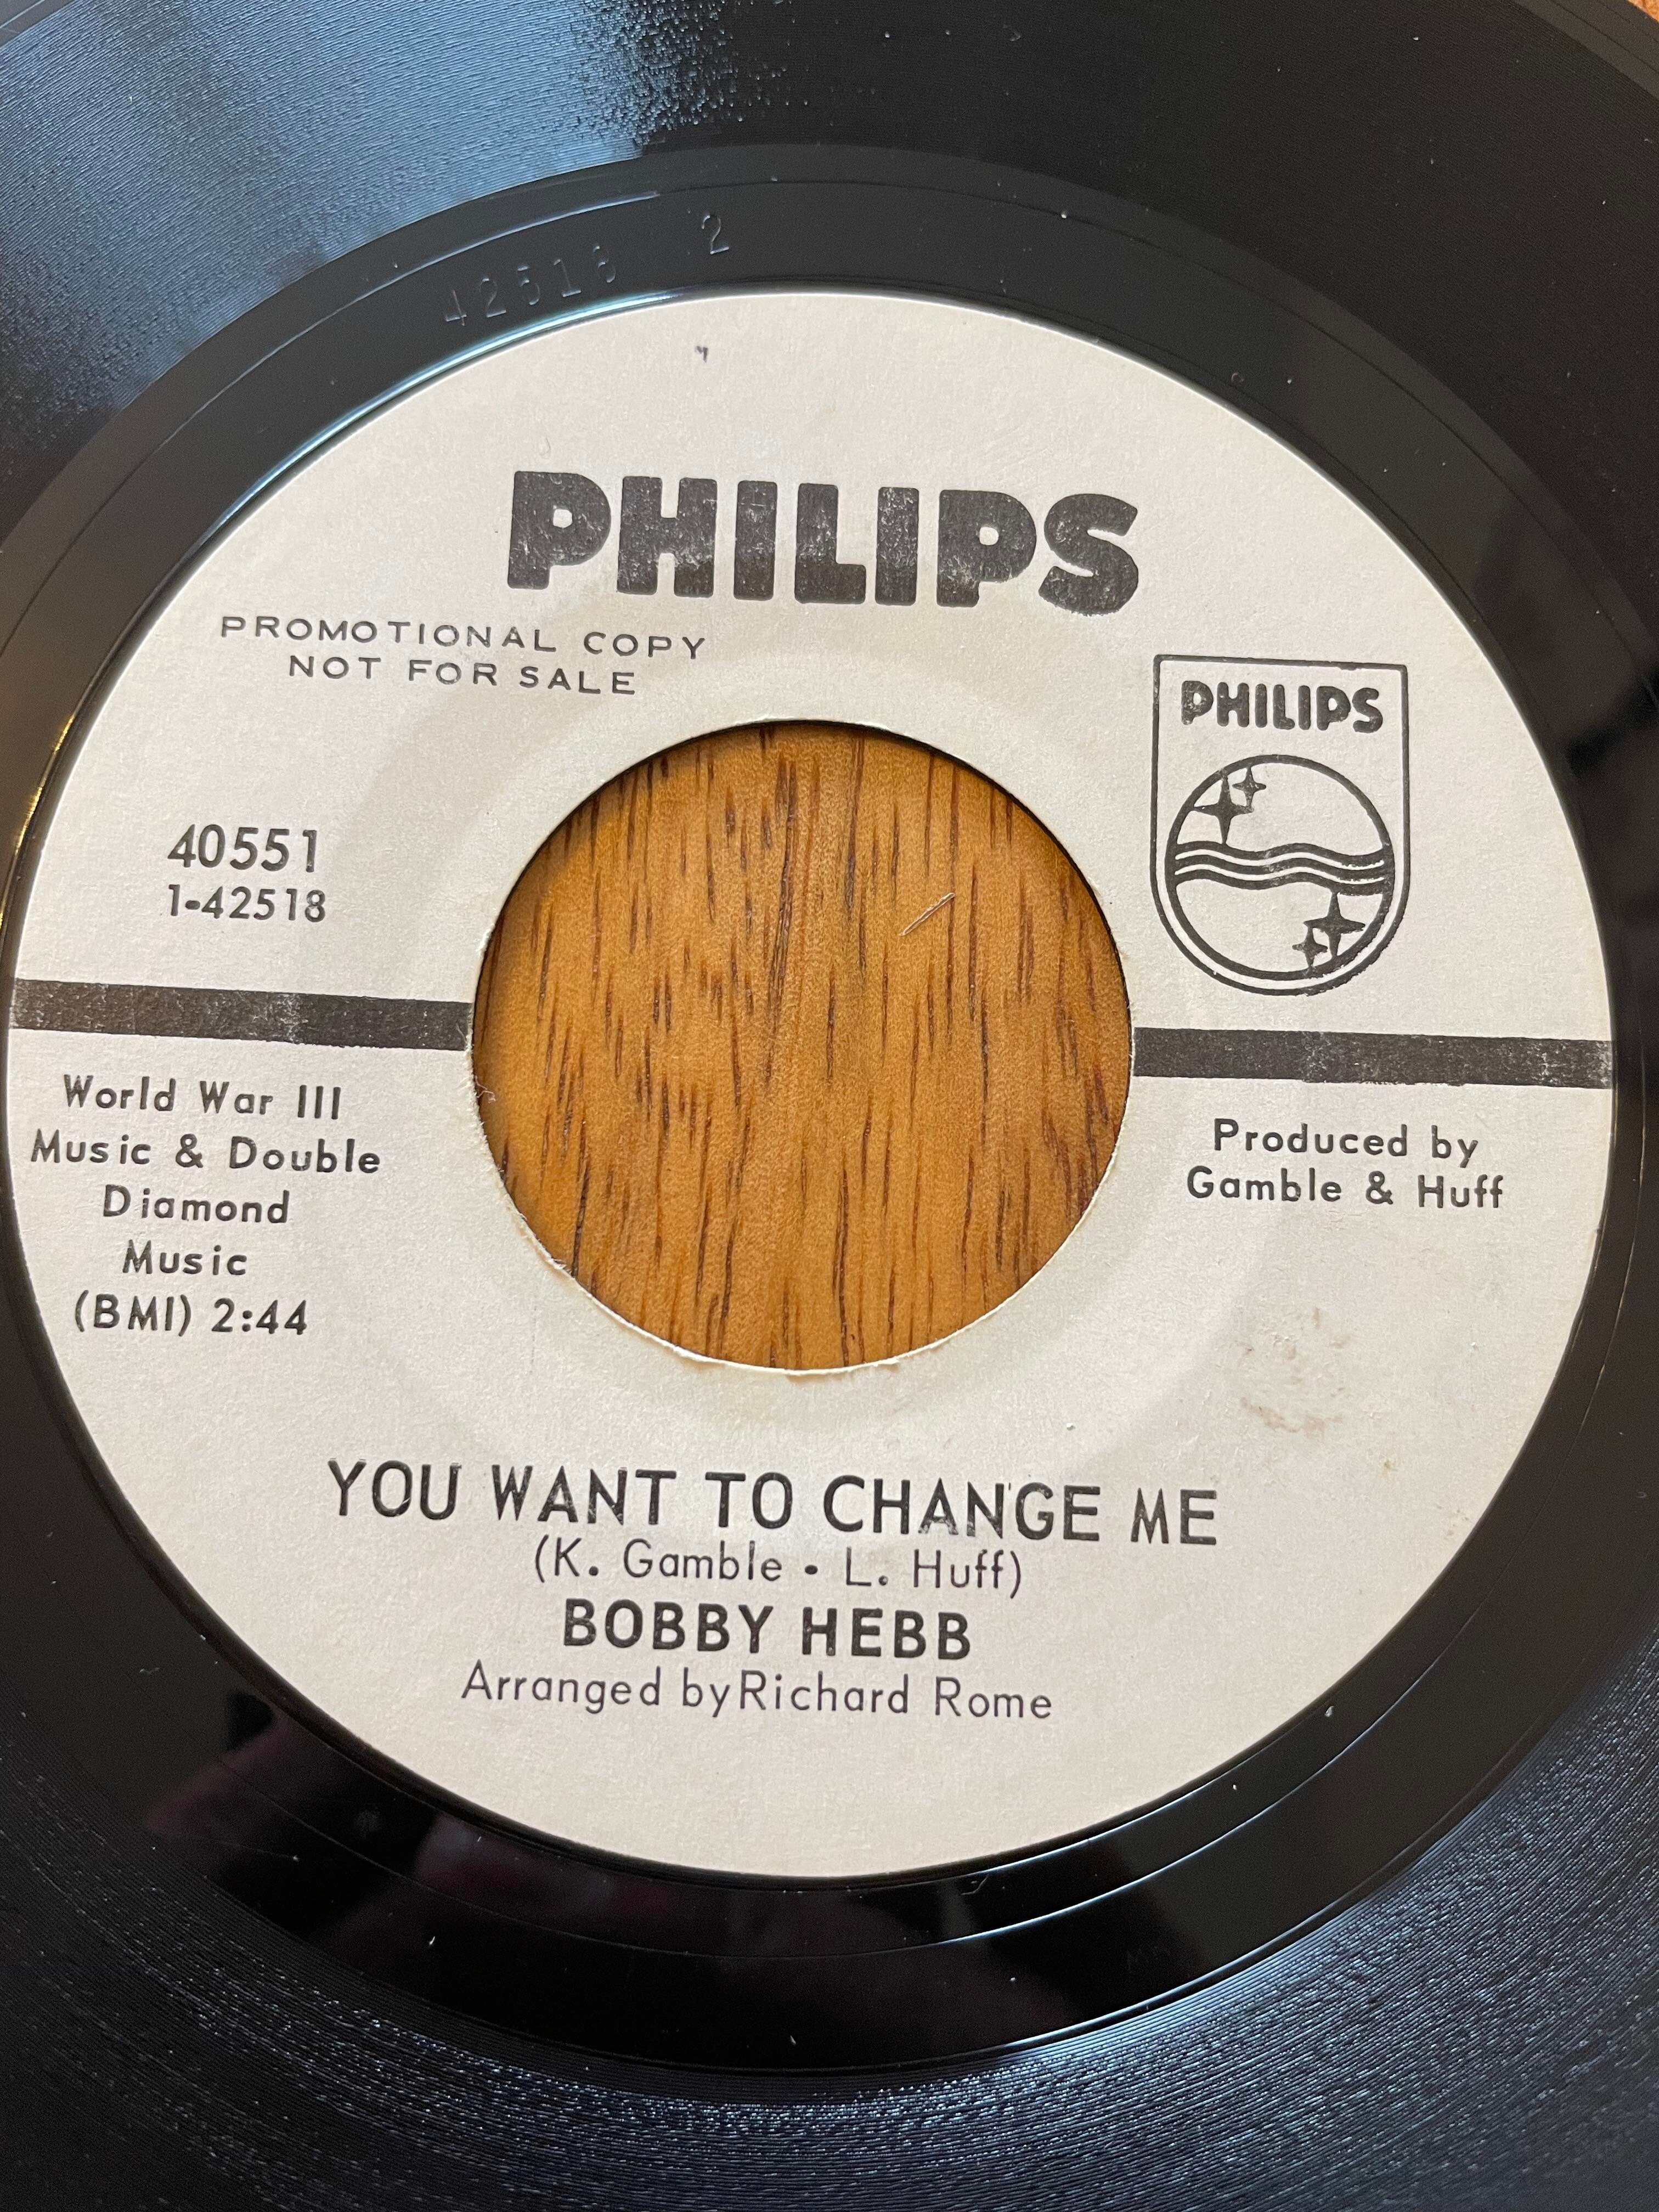 42518 2
PHILIPS
PROMOTIONAL COPY
NOT FOR SALE
PHILIPS
40551
1-42518
World War III
Music & Double
Diamond
Music
(BMI) 2:44
Produced by
Gamble & Huff
YOU WANT TO CHANGE ME
(K. Gamble • L. Huff)
BOBBY HEBB
Arranged by Richard Rome